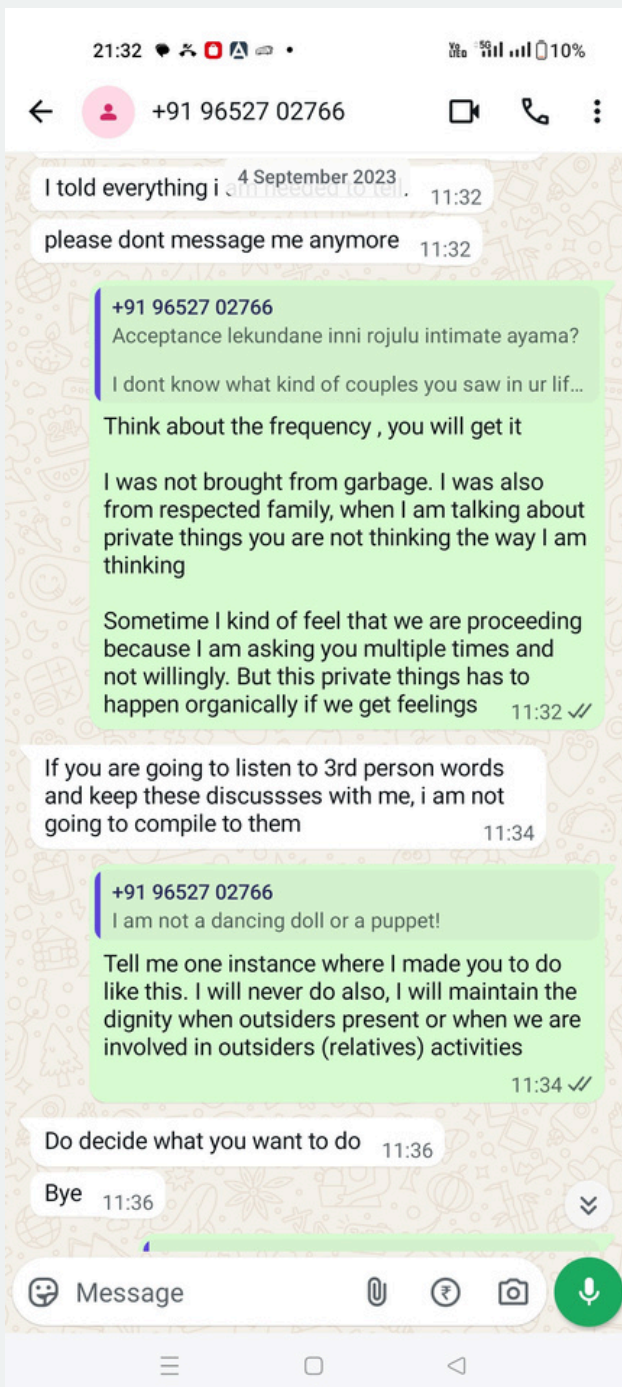 21:32
10%
+91 96527 02766
4 September 2023
I told everything i am needed to tell.
11:32
please dont message me anymore 11:32
+91 96527 02766
Acceptance lekundane inni rojulu intimate ayama?
I dont know what kind of couples you saw in ur lif...
Think about the frequency , you will get it
I was not brought from garbage. I was also
from respected family, when I am talking about
private things you are not thinking the way I am
thinking
Sometime I kind of feel that we are proceeding
because I am asking you multiple times and
not willingly. But this private things has to
happen organically if we get feelings 11:32
If you are going to listen to 3rd person words
and keep these discussses with me, i am not
going to compile to them 11:34
+91 96527 02766
I am not a dancing doll or a puppet!
Tell me one instance where I made you to do
like this. I will never do also, I will maintain the
dignity when outsiders present or when we are
involved in outsiders (relatives) activities
11:34
Do decide what you want to do 11:36
Bye 11:36
Message